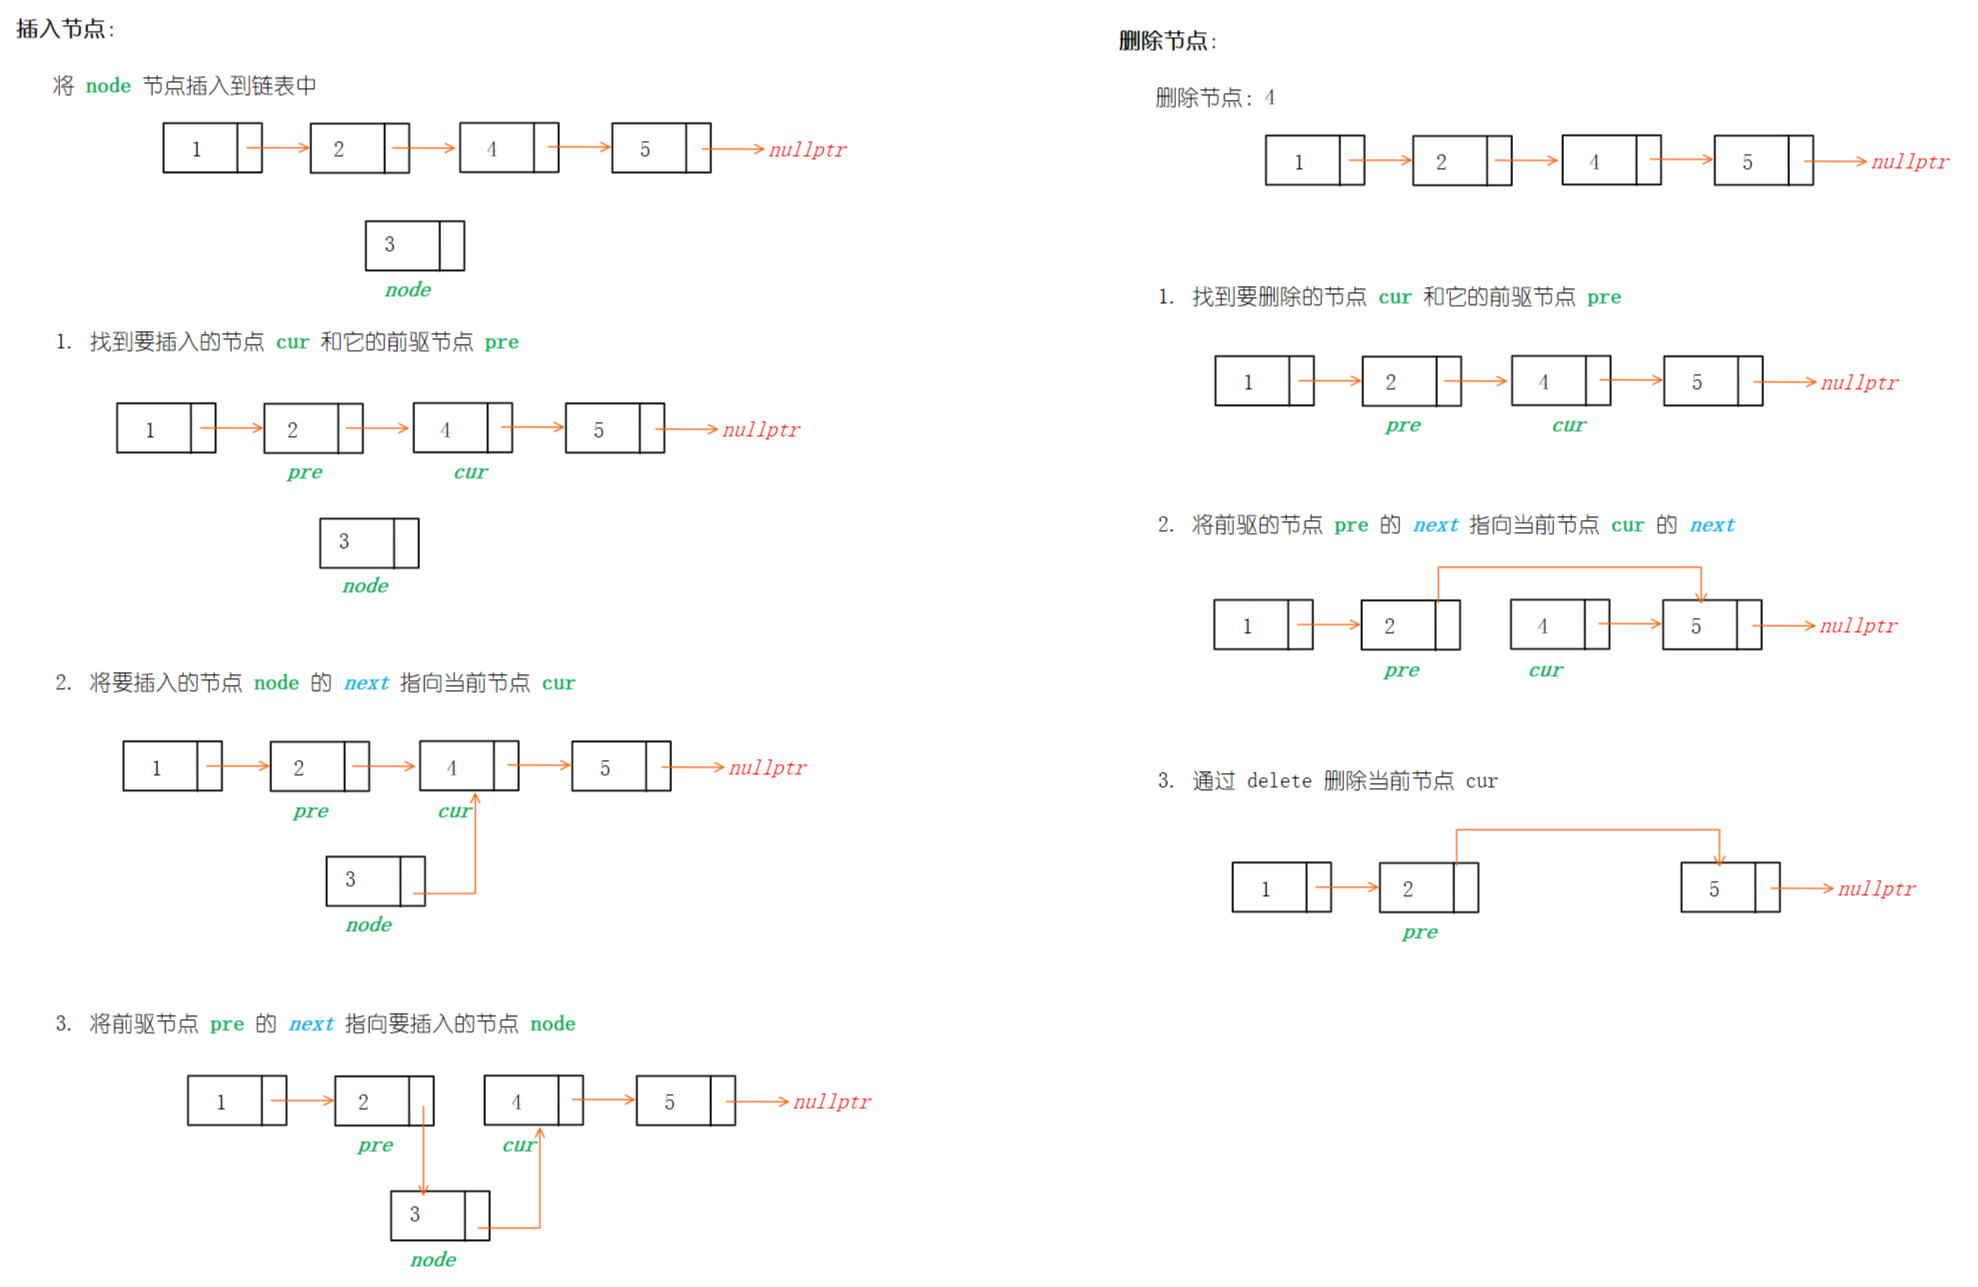 插入节点：
将 node 节点插入到链表中
1 2 4 5 nullptr
3
node
1. 找到要插入的节点 cur 和它的前驱节点 pre
1 2 4 5 nullptr
pre cur
3
node
2. 将要插入的节点 node 的 next 指向当前节点 cur
1 2 4 5 nullptr
pre cur
3
node
3. 将前驱节点 pre 的 next 指向要插入的节点 node
1 2 4 5 nullptr
pre cur
3
node
删除节点：
删除节点：4
1 2 4 5 nullptr
1. 找到要删除的节点 cur 和它的前驱节点 pre
1 2 4 5 nullptr
pre cur
2. 将前驱的节点 pre 的 next 指向当前节点 cur 的 next
1 2 4 5 nullptr
pre cur
3. 通过 delete 删除当前节点 cur
1 2 5 nullptr
pre